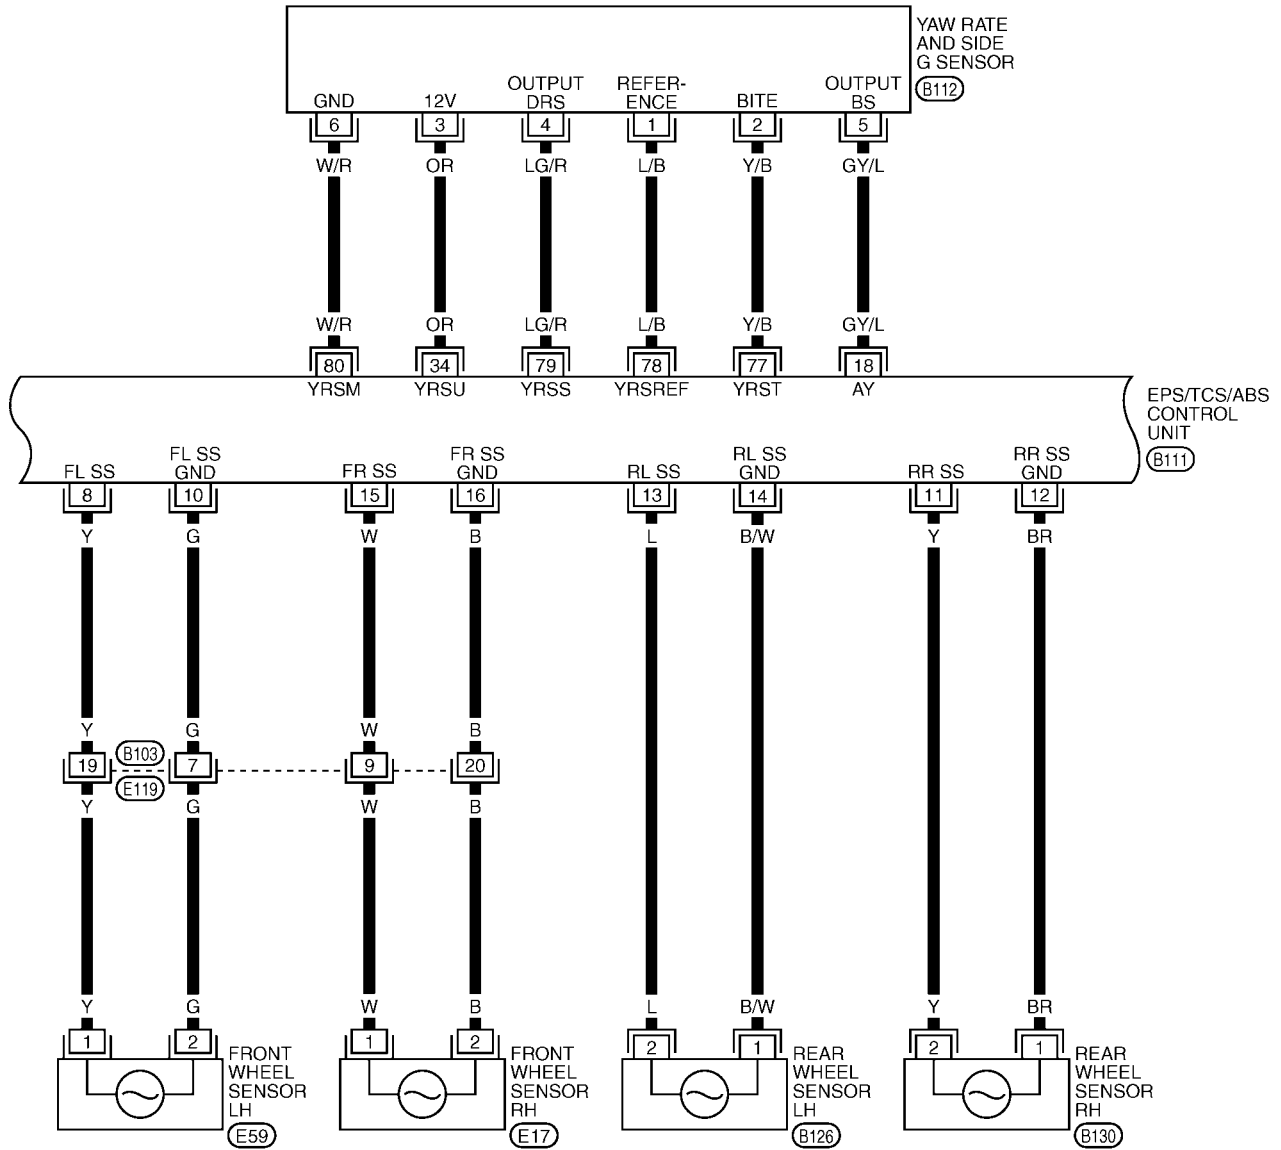 YAW RATE
AND SIDE
G SENSOR
B112
GND 12V OUTPUT
DRS REFER-
ENCE BITE OUTPUT
BS
6 3 4 1 2 5
W/R OR LG/R L/B Y/B GY/L
W/R OR LG/R L/B Y/B GY/L
80 34 79 78 77 18
YRSM YRSU YRSS YRSREF YRST AY
EPS/TCS/ABS
CONTROL
UNIT
B111
FL SS FL SS
GND FR SS FR SS
GND RL SS RL SS
GND RR SS RR SS
GND
8 10 15 16 13 14 11 12
Y G W B L B/W Y BR
Y G W B
19 B103 7 9 20
E119
Y G W B
Y G W B L B/W Y BR
1 2 1 2 2 1 2 1
FRONT
WHEEL
SENSOR
LH
E59
FRONT
WHEEL
SENSOR
RH
E17
REAR
WHEEL
SENSOR
LH
B126
REAR
WHEEL
SENSOR
RH
B130